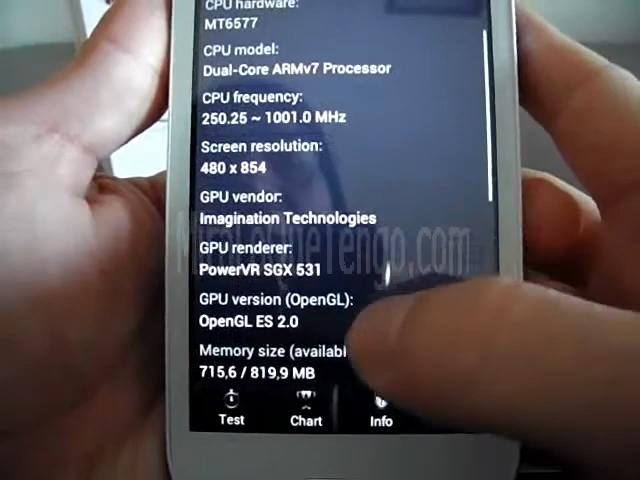 CPU hardware:
MT6577
CPU model:
Dual-Core ARMv7 Processor
CPU frequency:
250.25 ~ 1001.0 MHz
Screen resolution:
480 x 854
GPU vendor:
Imagination Technologies
GPU renderer:
PowerVR SGX 531
GPU version (OpenGL):
OpenGL ES 2.0
Memory size (availabl
715,6 / 819,9 MB
Test
Chart
Info